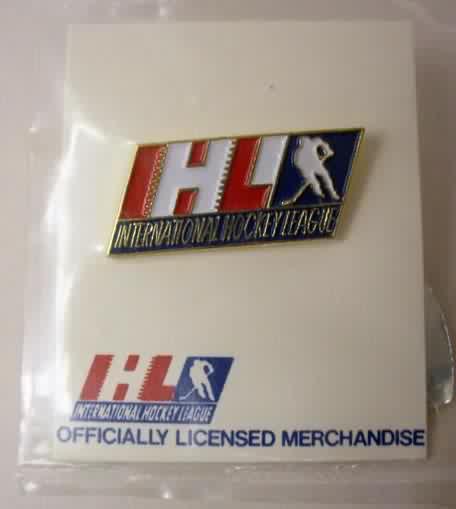 IHL
INTERNATIONAL HOCKEY LEAGUE
IHL
INTERNATIONAL HOCKEY LEAGUE
OFFICIALLY LICENSED MERCHANDISE